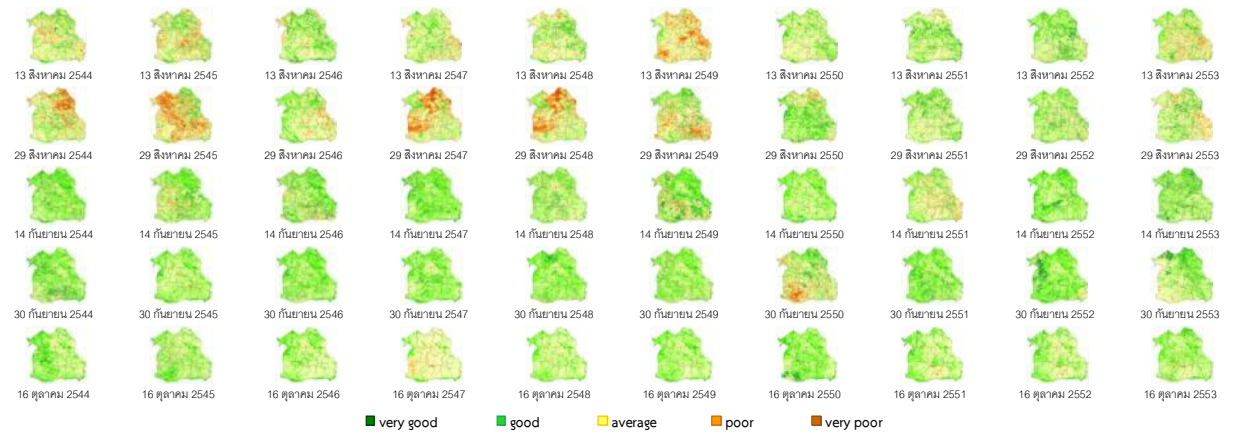 13 สิงหาคม 2544 13 สิงหาคม 2545 13 สิงหาคม 2546 13 สิงหาคม 2547 13 สิงหาคม 2548 13 สิงหาคม 2549 13 สิงหาคม 2550 13 สิงหาคม 2551 13 สิงหาคม 2552 13 สิงหาคม 2553
29 สิงหาคม 2544 29 สิงหาคม 2545 29 สิงหาคม 2546 29 สิงหาคม 2547 29 สิงหาคม 2548 29 สิงหาคม 2549 29 สิงหาคม 2550 29 สิงหาคม 2551 29 สิงหาคม 2552 29 สิงหาคม 2553
14 กันยายน 2544 14 กันยายน 2545 14 กันยายน 2546 14 กันยายน 2547 14 กันยายน 2548 14 กันยายน 2549 14 กันยายน 2550 14 กันยายน 2551 14 กันยายน 2552 14 กันยายน 2553
30 กันยายน 2544 30 กันยายน 2545 30 กันยายน 2546 30 กันยายน 2547 30 กันยายน 2548 30 กันยายน 2549 30 กันยายน 2550 30 กันยายน 2551 30 กันยายน 2552 30 กันยายน 2553
16 ตุลาคม 2544 16 ตุลาคม 2545 16 ตุลาคม 2546 16 ตุลาคม 2547 16 ตุลาคม 2548 16 ตุลาคม 2549 16 ตุลาคม 2550 16 ตุลาคม 2551 16 ตุลาคม 2552 16 ตุลาคม 2553
very good good average poor very poor